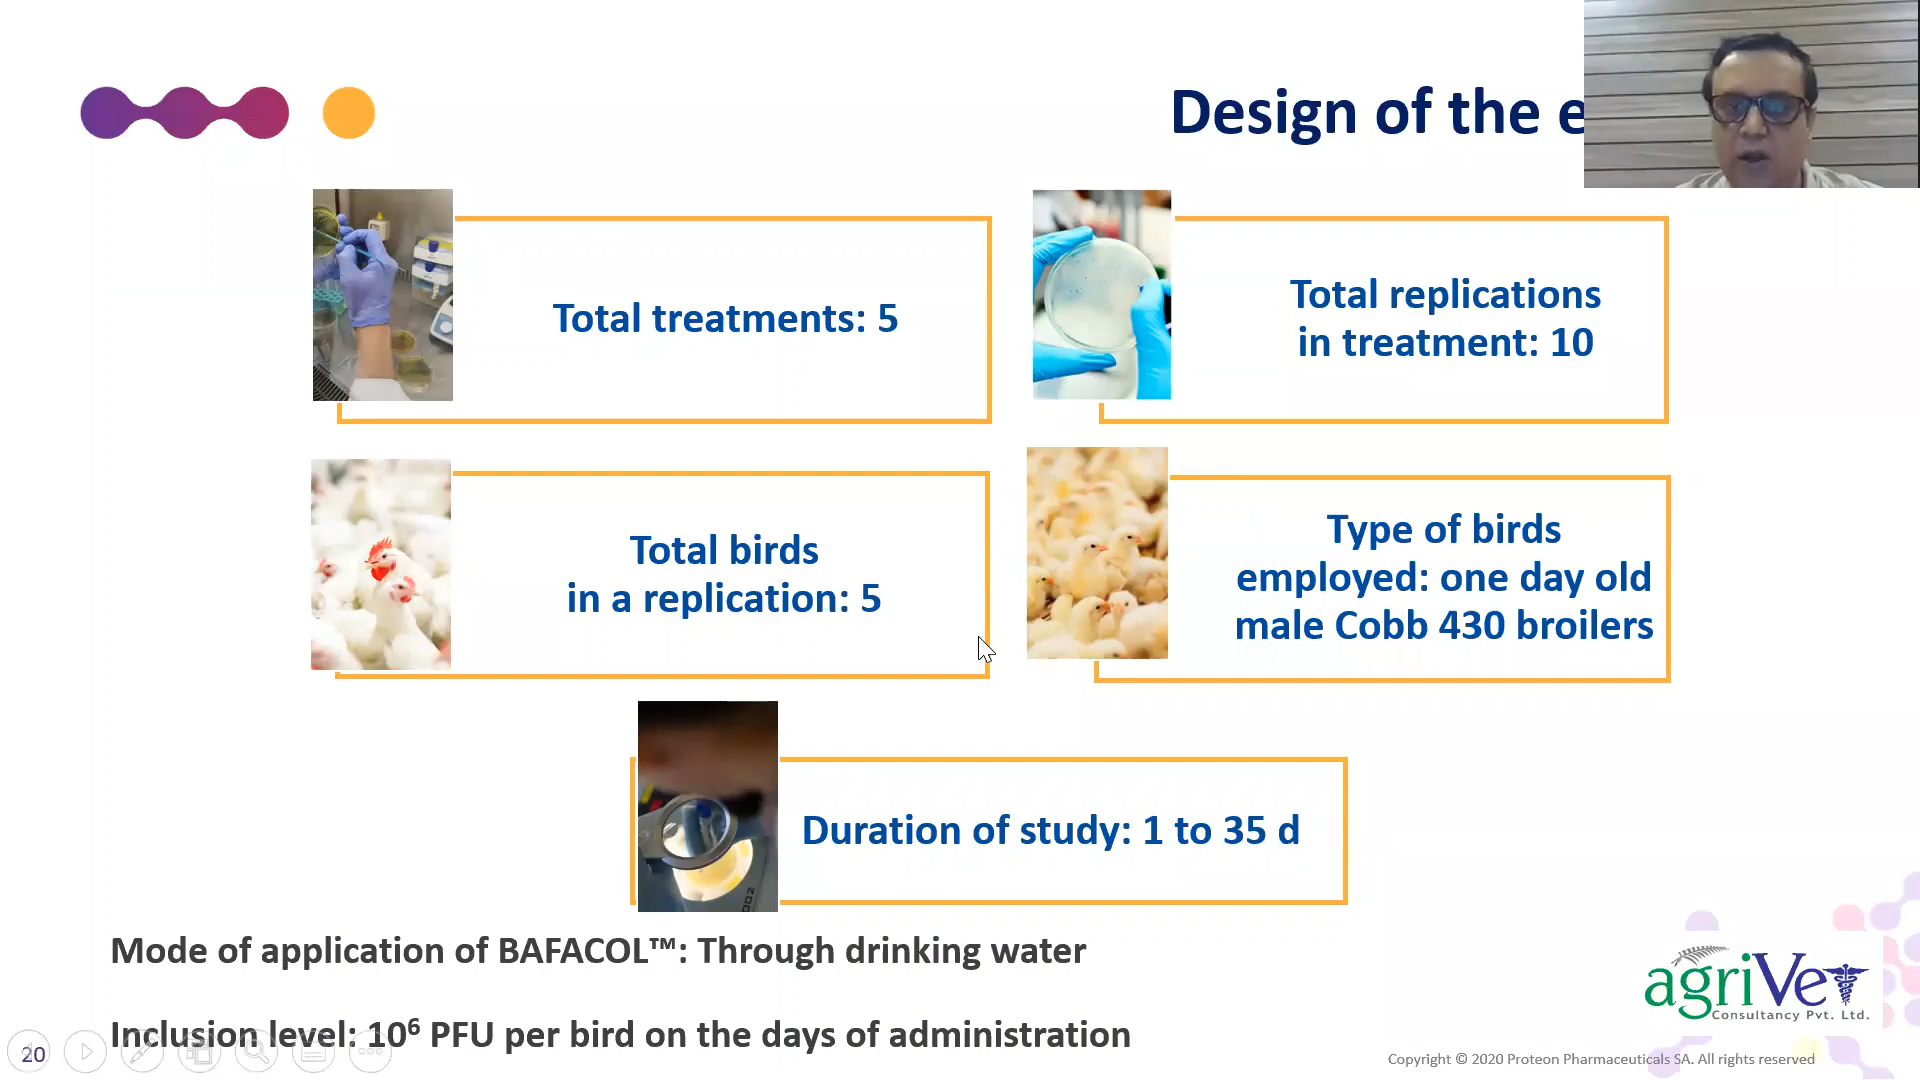 Design of the e
Total treatments: 5
Total replications
in treatment: 10
Total birds
in a replication: 5
Type of birds
employed: one day old
male Cobb 430 broilers
Duration of study: 1 to 35 d
Mode of application of BAFACOL™: Through drinking water
Inclusion level: 10⁶ PFU per bird on the days of administration
20
agriVet
Consultancy Pvt. Ltd.
Copyright © 2020 Proteon Pharmaceuticals SA. All rights reserved